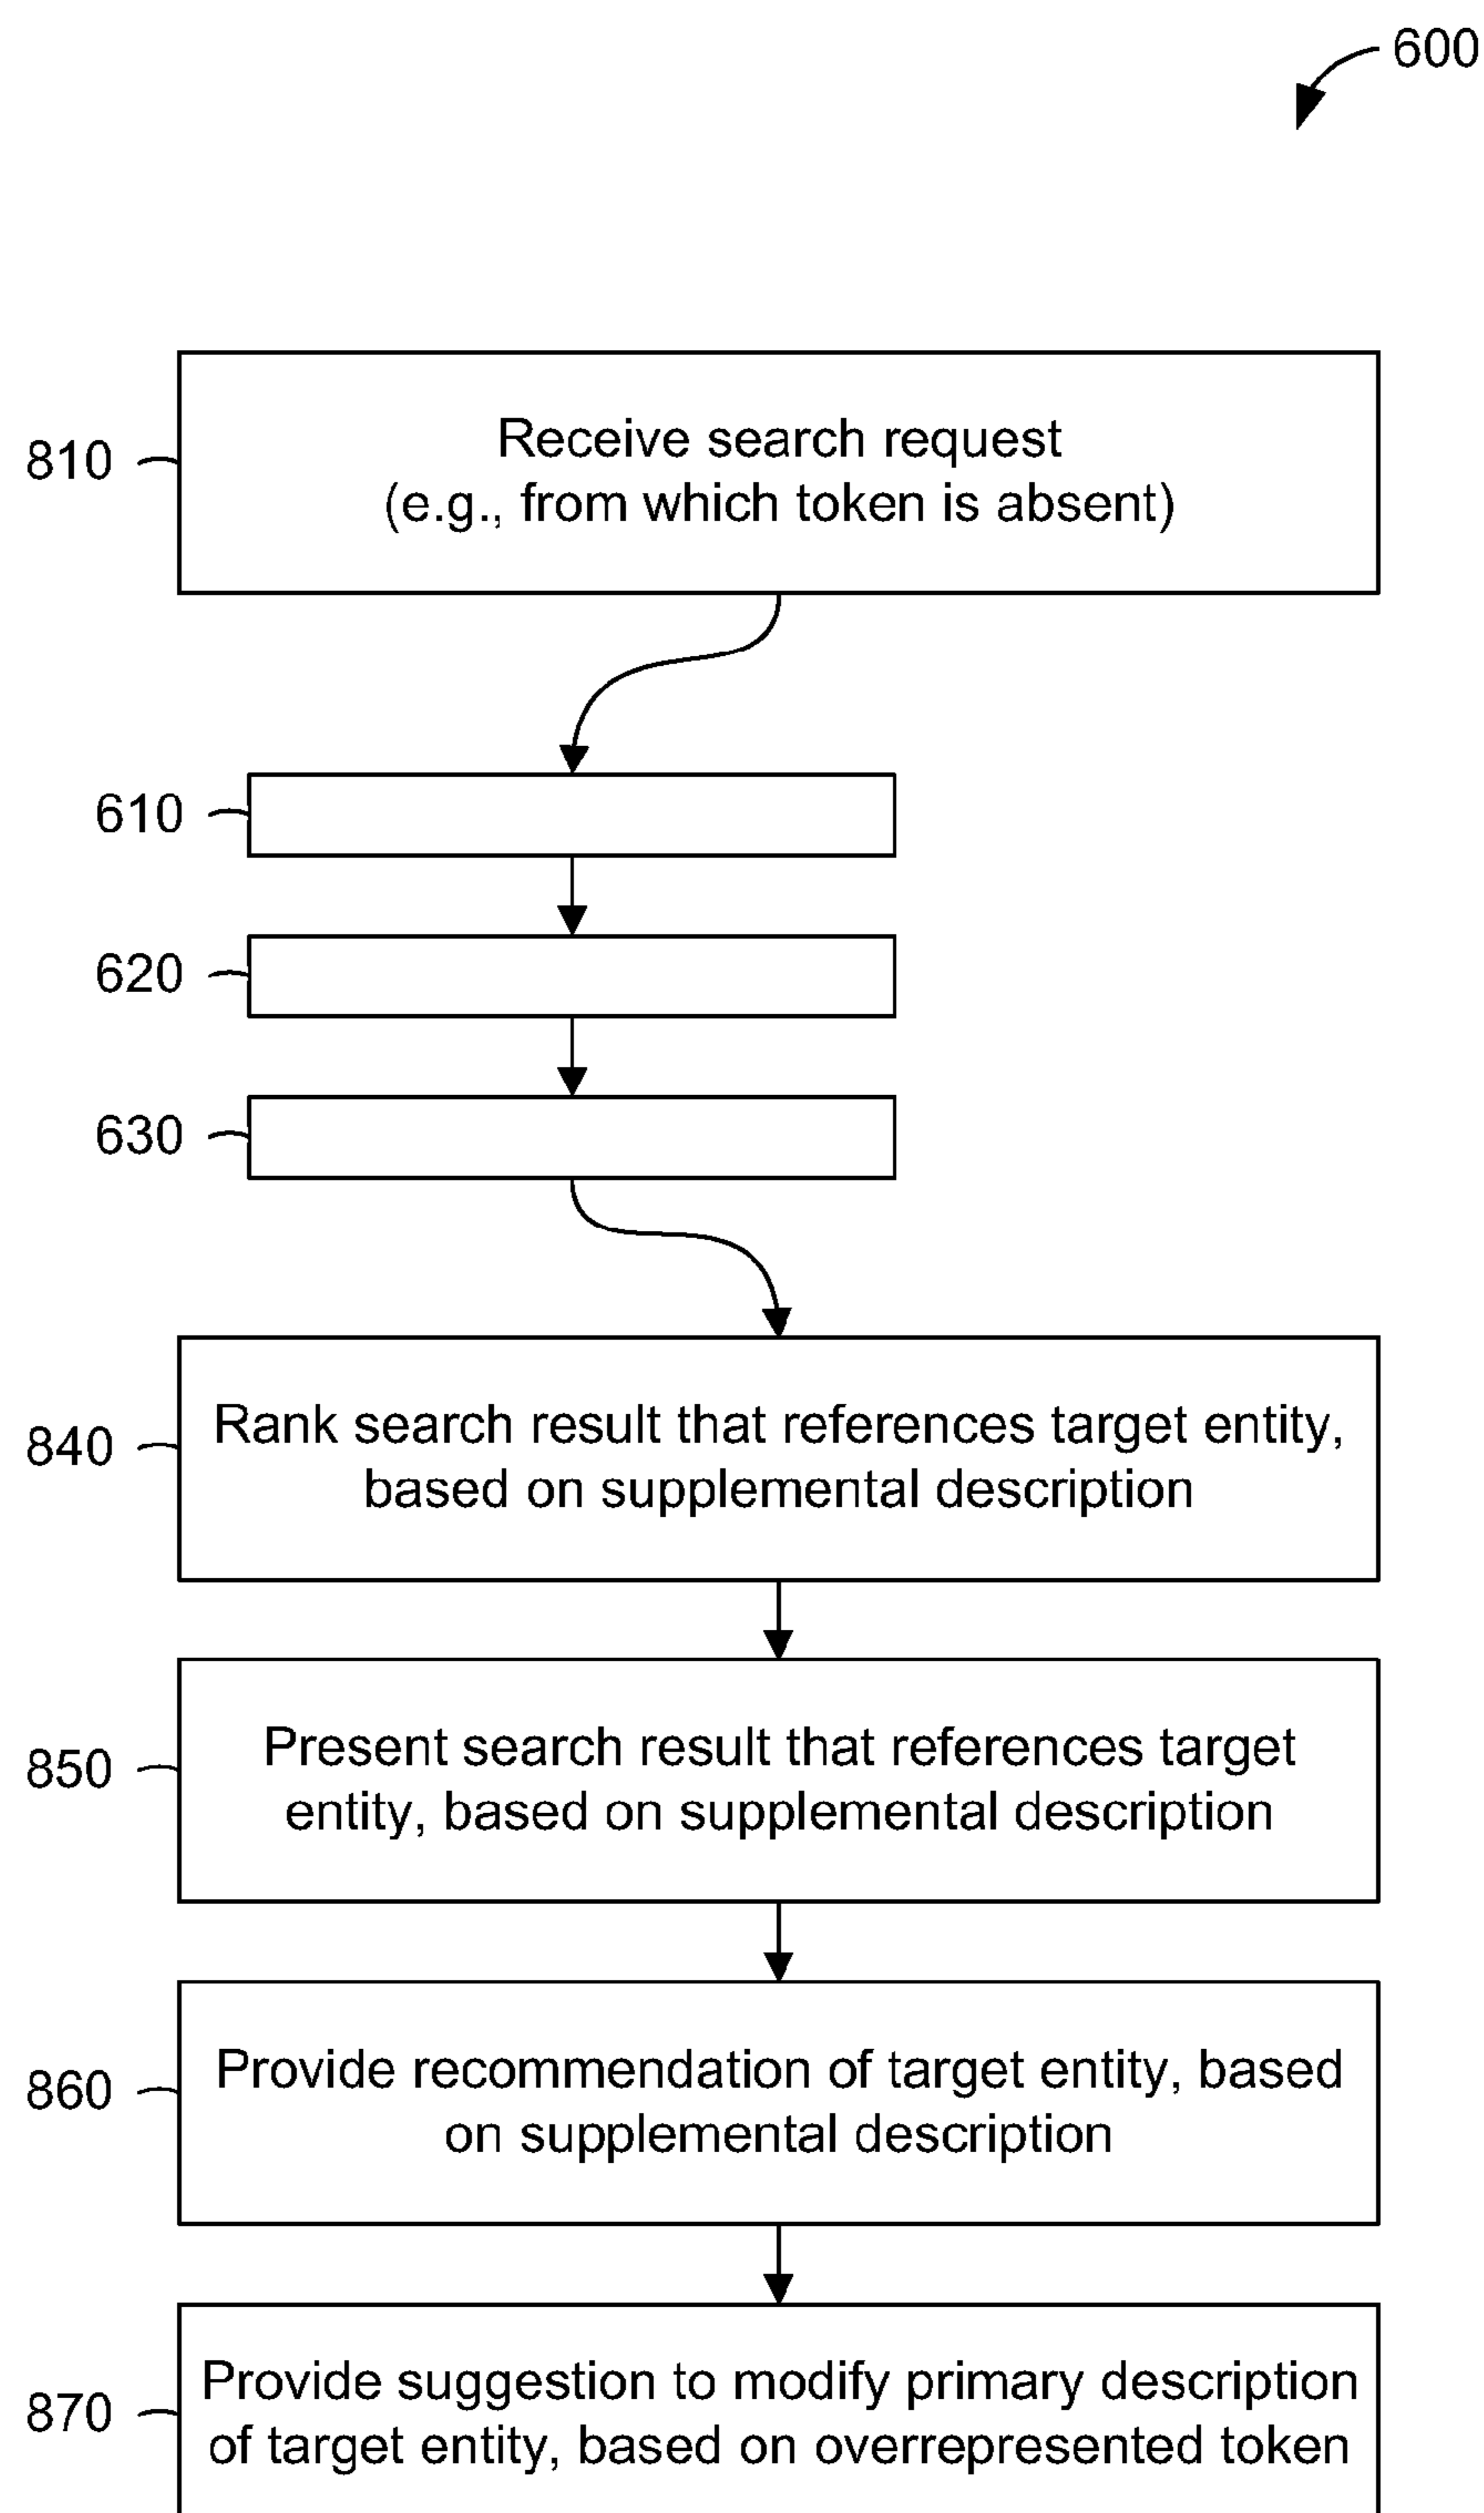 600
810
Receive search request
(e.g., from which token is absent)
610
620
630
840
Rank search result that references target entity,
based on supplemental description
850
Present search result that references target
entity, based on supplemental description
860
Provide recommendation of target entity, based
on supplemental description
870
Provide suggestion to modify primary description
of target entity, based on overrepresented token